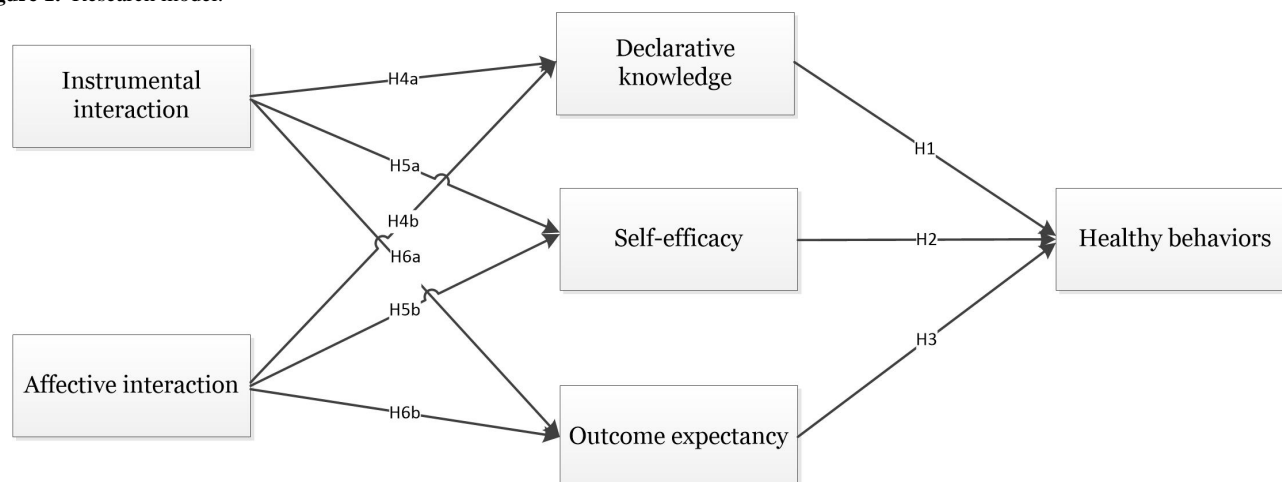 Figure 1. Research model.
Instrumental
interaction
Affective interaction
H4a
H5a
H4b
H6a
H5b
H6b
Declarative
knowledge
Self-efficacy
Outcome expectancy
H1
H2
H3
Healthy behaviors